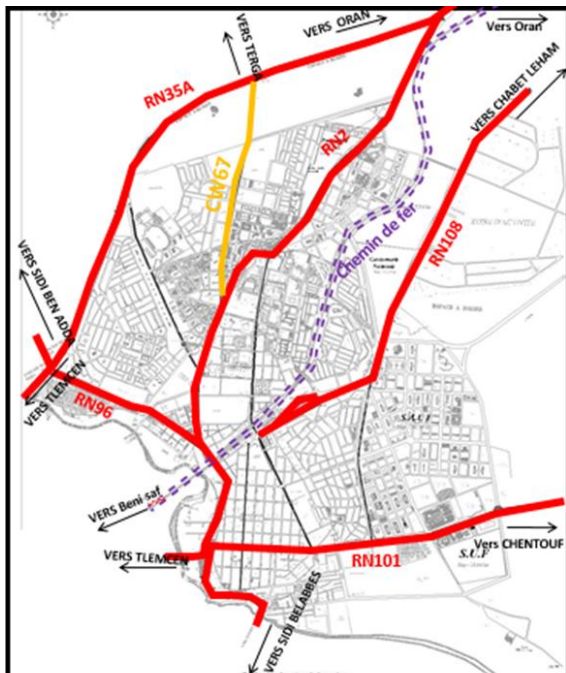 VERS ORAN
Vers Oran
VERS TERGA
RN35A
VERS CHABET LEHAM
RN2
CW67
Chemin de fer
RN108
VERS SIDI BEN ADDA
VERS TLEMCEN
RN96
S.U.F
VERS Beni saf
Vers CHENTOUF
VERS TLEMCEN
RN101
S.U.F
VERS SIDI BELABBES